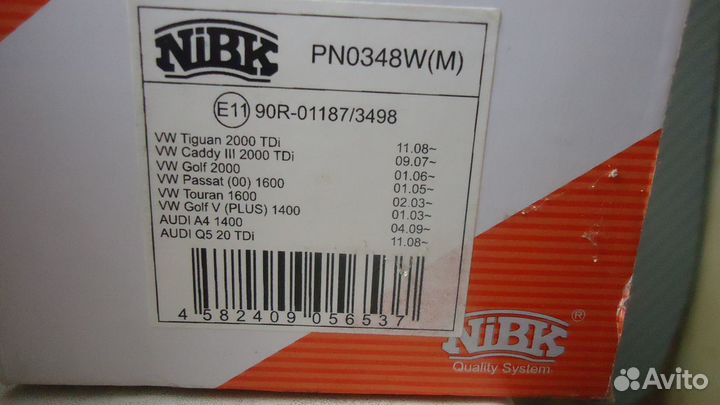 NiBK PN0348W(M)
E11 90R-01187/3498
VW Tiguan 2000 TDi 11.08~
VW Caddy III 2000 TDi 09.07~
VW Golf 2000 01.06~
VW Passat (00) 1600 01.05~
VW Touran 1600 02.03~
VW Golf V (PLUS) 1400 01.03~
AUDI A4 1400 04.09~
AUDI Q5 20 TDi 11.08~
4 582409 056537
NiBK ®
Quality System
Avito